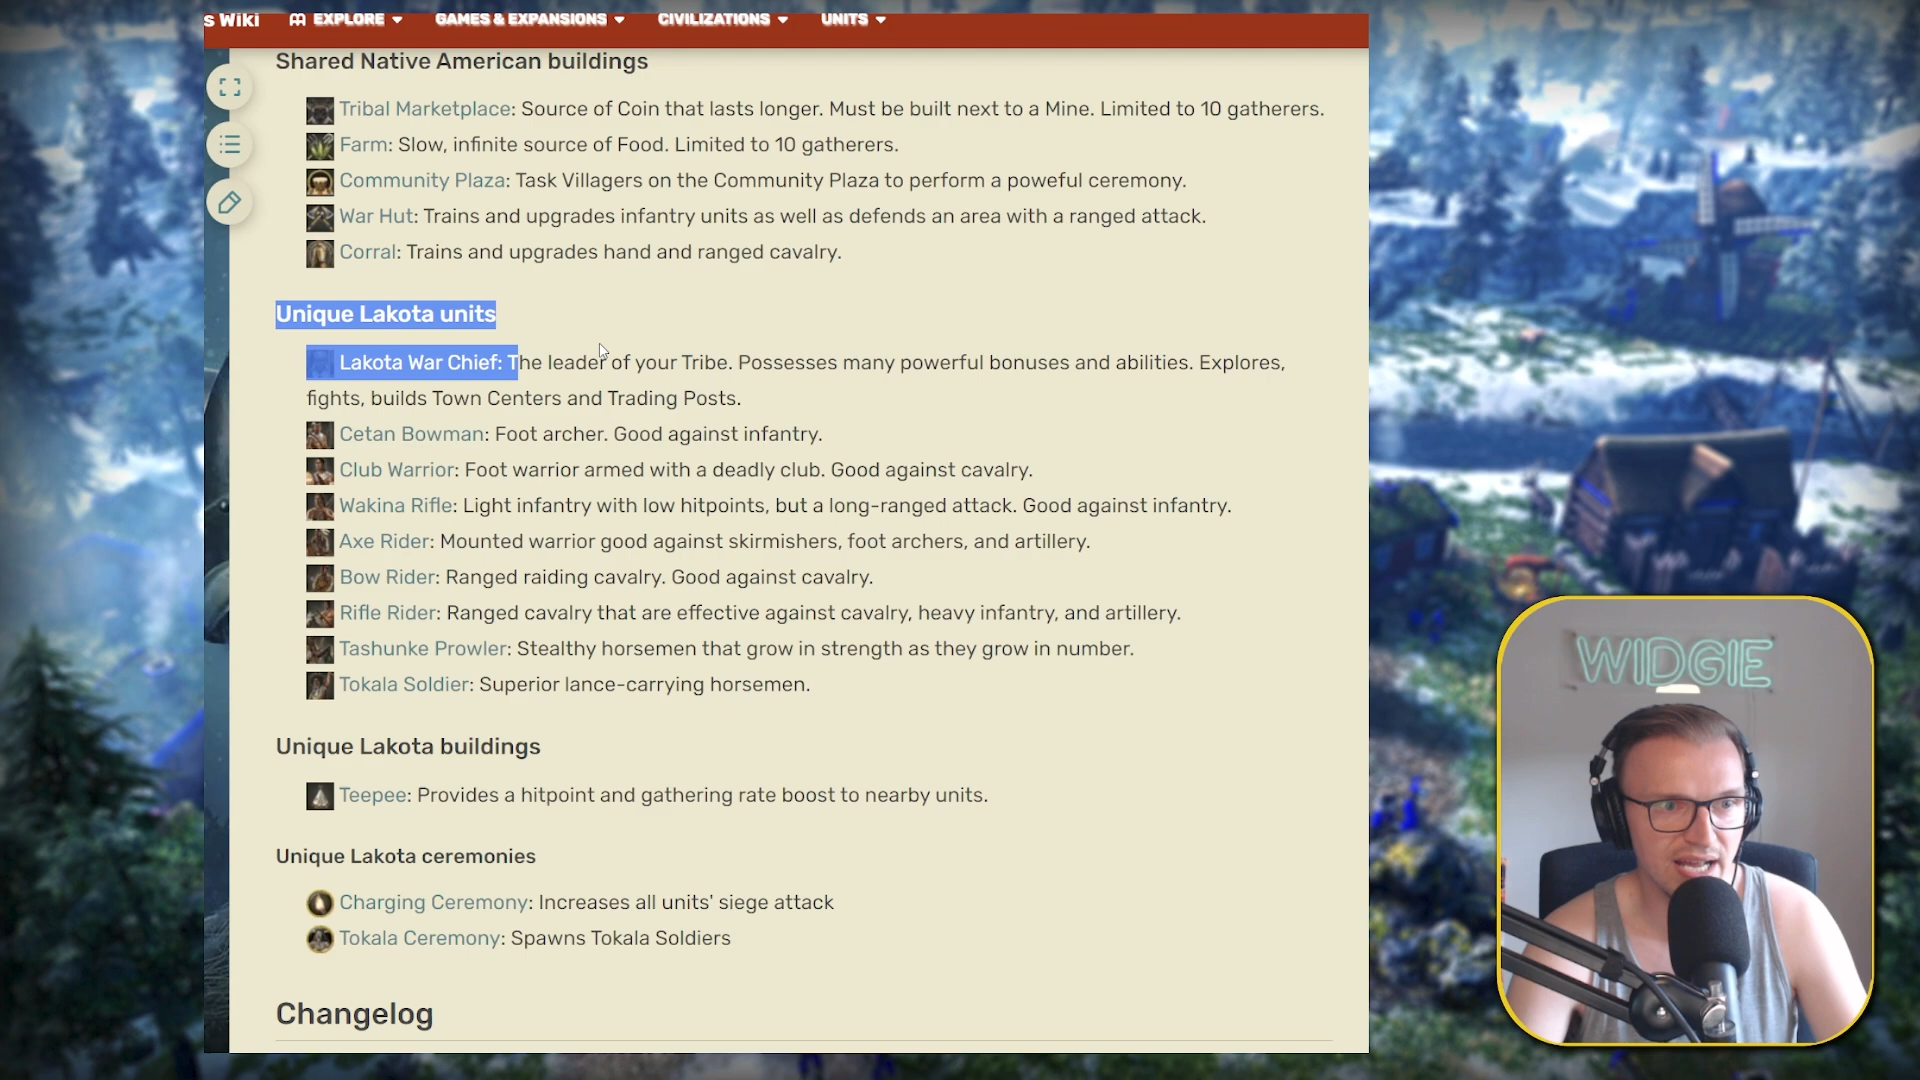 s Wiki EXPLORE GAMES & EXPANSIONS CIVILIZATIONS UNITS
Shared Native American buildings
Tribal Marketplace: Source of Coin that lasts longer. Must be built next to a Mine. Limited to 10 gatherers.
Farm: Slow, infinite source of Food. Limited to 10 gatherers.
Community Plaza: Task Villagers on the Community Plaza to perform a poweful ceremony.
War Hut: Trains and upgrades infantry units as well as defends an area with a ranged attack.
Corral: Trains and upgrades hand and ranged cavalry.
Unique Lakota units
Lakota War Chief: The leader of your Tribe. Possesses many powerful bonuses and abilities. Explores,
fights, builds Town Centers and Trading Posts.
Cetan Bowman: Foot archer. Good against infantry.
Club Warrior: Foot warrior armed with a deadly club. Good against cavalry.
Wakina Rifle: Light infantry with low hitpoints, but a long-ranged attack. Good against infantry.
Axe Rider: Mounted warrior good against skirmishers, foot archers, and artillery.
Bow Rider: Ranged raiding cavalry. Good against cavalry.
Rifle Rider: Ranged cavalry that are effective against cavalry, heavy infantry, and artillery.
Tashunke Prowler: Stealthy horsemen that grow in strength as they grow in number.
Tokala Soldier: Superior lance-carrying horsemen.
Unique Lakota buildings
Teepee: Provides a hitpoint and gathering rate boost to nearby units.
Unique Lakota ceremonies
Charging Ceremony: Increases all units' siege attack
Tokala Ceremony: Spawns Tokala Soldiers
Changelog
WIDGIE